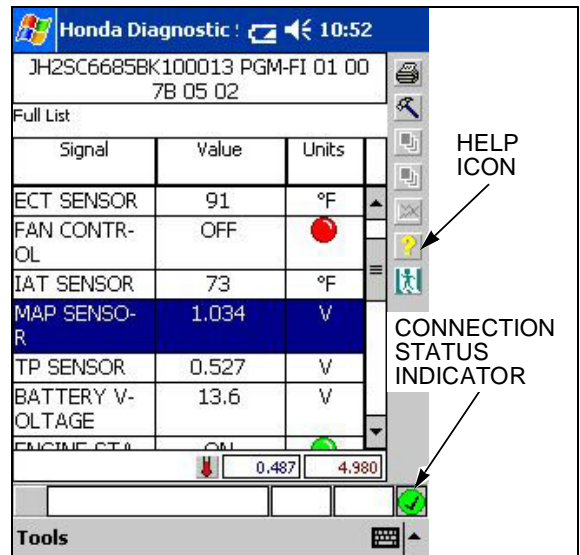 Honda Diagnostic : 10:52
JH2SC6685BK100013 PGM-FI 01 00
7B 05 02
Full List
Signal Value Units
ECT SENSOR 91 °F
FAN CONTR-
OL OFF
IAT SENSOR 73 °F
MAP SENSO-
R 1.034 V
TP SENSOR 0.527 V
BATTERY V-
OLTAGE 13.6 V
ENGINE STA ON
0.487 4.980
Tools
HELP
ICON
CONNECTION
STATUS
INDICATOR